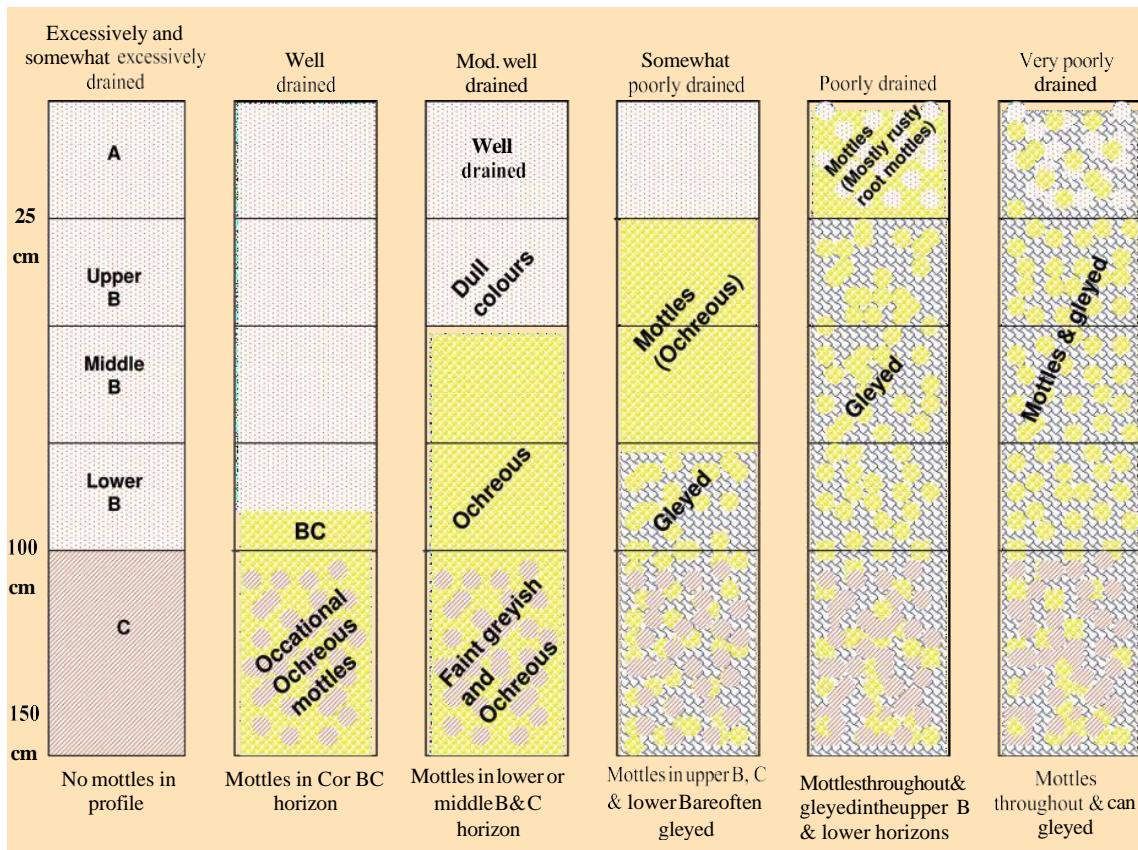 Excessively and
somewhat excessively
drained
Well
drained
Mod. well
drained
Somewhat
poorly drained
Poorly drained
Very poorly
drained
A
25
cm
Upper
B
Middle
B
Lower
B
100
cm
C
150
cm
BC
Occational
Ochreous
mottles
Well
drained
Dull
colours
Ochreous
Faint greyish
and
Ochreous
Mottles
(Ochreous)
Gleyed
Mottles
(Mostly rusty
root mottles)
Gleyed
Mottles & gleyed
No mottles in
profile
Mottles in Cor BC
horizon
Mottles in lower or
middle B & C
horizon
Mottles in upper B, C
& lower Bareoften
gleyed
Mottlesthroughout&
gleyedintheupper B
& lower horizons
Mottles
throughout & can
gleyed